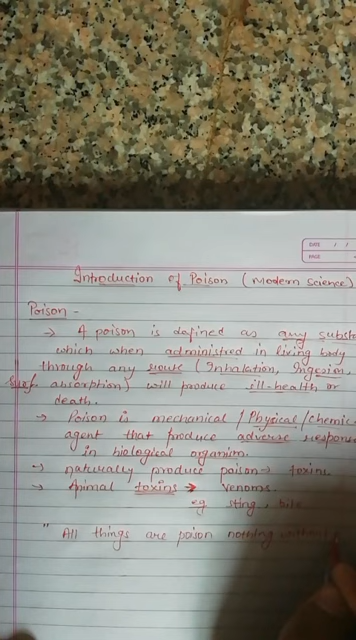 DATE / /
PAGE
Introduction of Poison (Modern Science)
Poison -
→ A poison is defined as any subst
which when administred in living body
through any (Inhalation, Ingesion,
absorption) will produce ill-health or
death.
→ Poison is mechanical / Physical / Chemic
agent that produce adverse respons
in biological organism.
→ naturally produce poison → toxins.
→ Animal toxins → Venoms.
eg sting, bite
" All things are poison nothing without